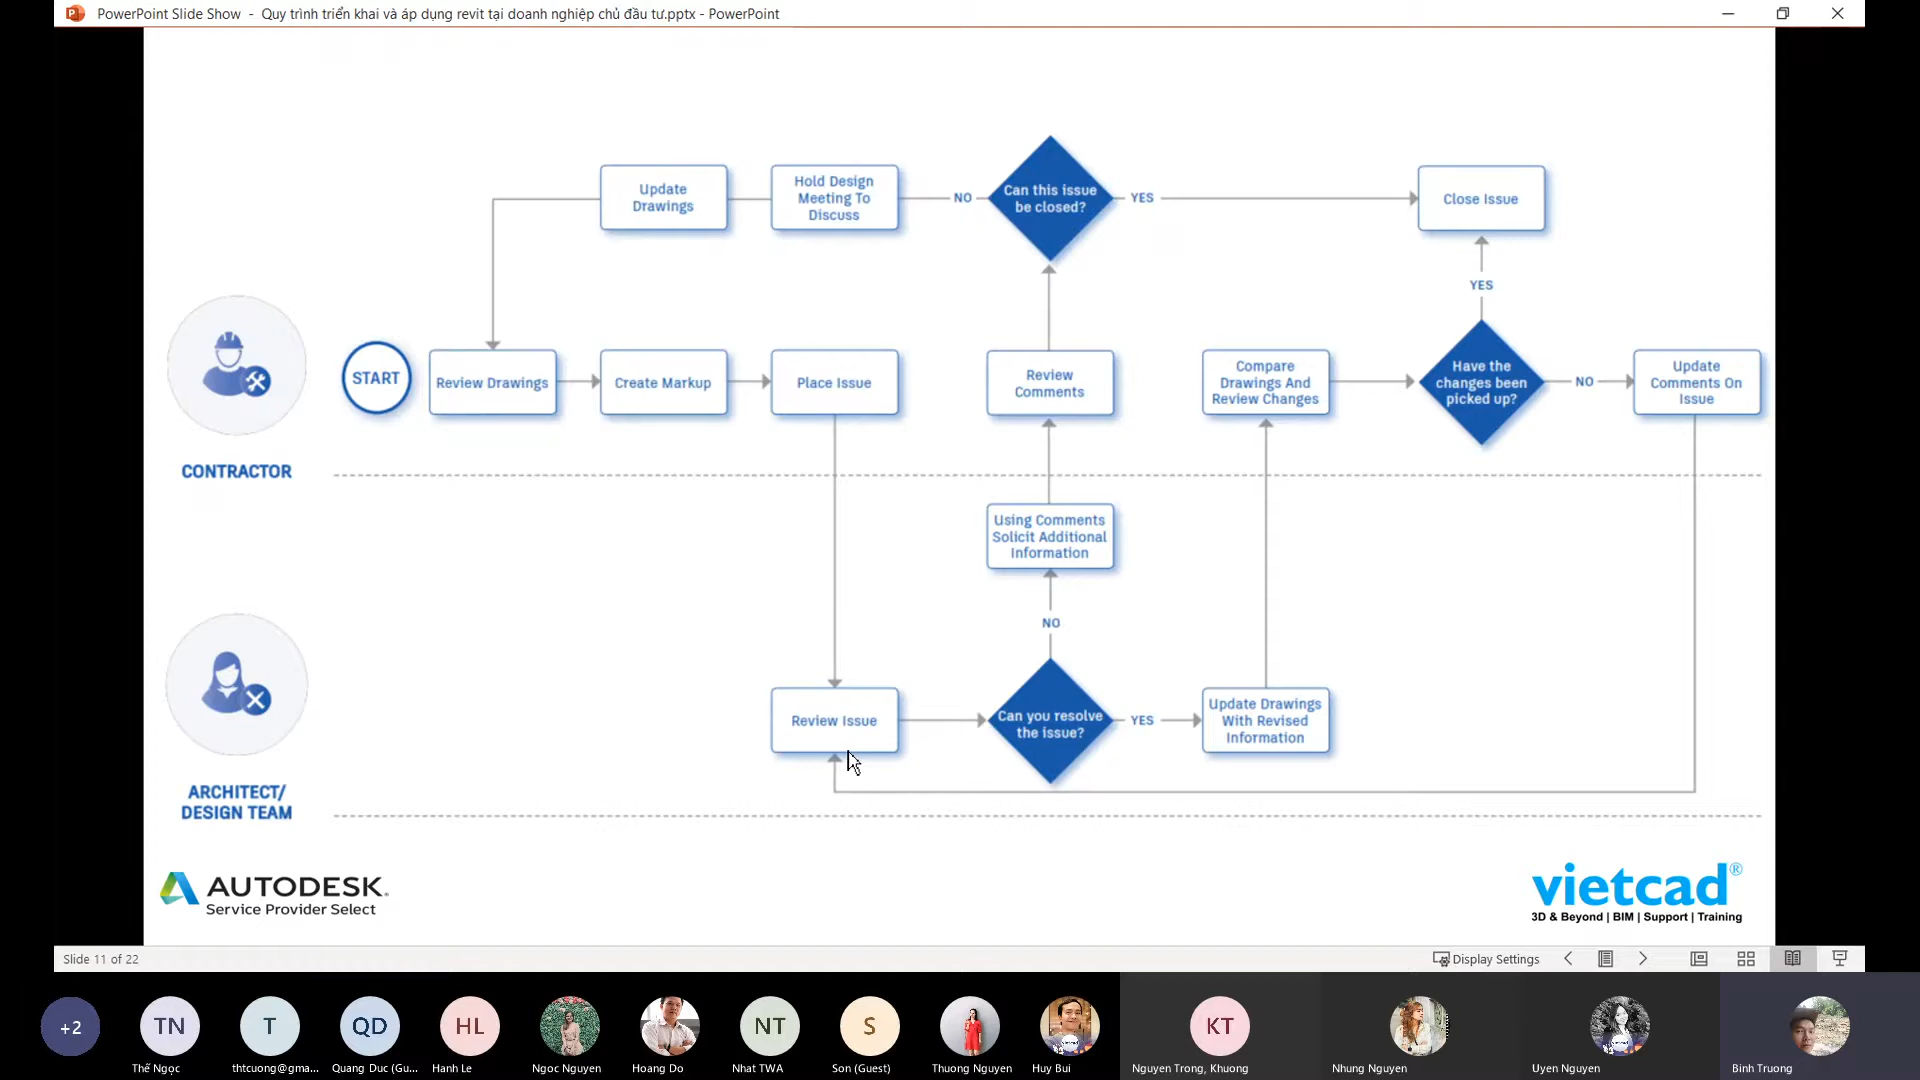 PowerPoint Slide Show - Quy trình triển khai và áp dụng revit tại doanh nghiệp chủ đầu tư.pptx - PowerPoint
Update
Drawings
Hold Design
Meeting To
Discuss
NO
Can this issue
be closed?
YES
Close Issue
YES
START
Review Drawings
Create Markup
Place Issue
Review
Comments
Compare
Drawings And
Review Changes
Have the
changes been
picked up?
NO
Update
Comments On
Issue
CONTRACTOR
Using Comments
Solicit Additional
Information
NO
Review Issue
Can you resolve
the issue?
YES
Update Drawings
With Revised
Information
ARCHITECT/
DESIGN TEAM
AUTODESK.
Service Provider Select
vietcad®
3D & Beyond | BIM | Support | Training
Slide 11 of 22
Display Settings
+2
TN
T
QD
HL
NT
S
KT
Thế Ngọc
thtcuong@gma...
Quang Duc (Gu...
Hanh Le
Ngoc Nguyen
Hoang Do
Nhat TWA
Son (Guest)
Thuong Nguyen
Huy Bui
Nguyen Trong, Khuong
Nhung Nguyen
Uyen Nguyen
Binh Truong